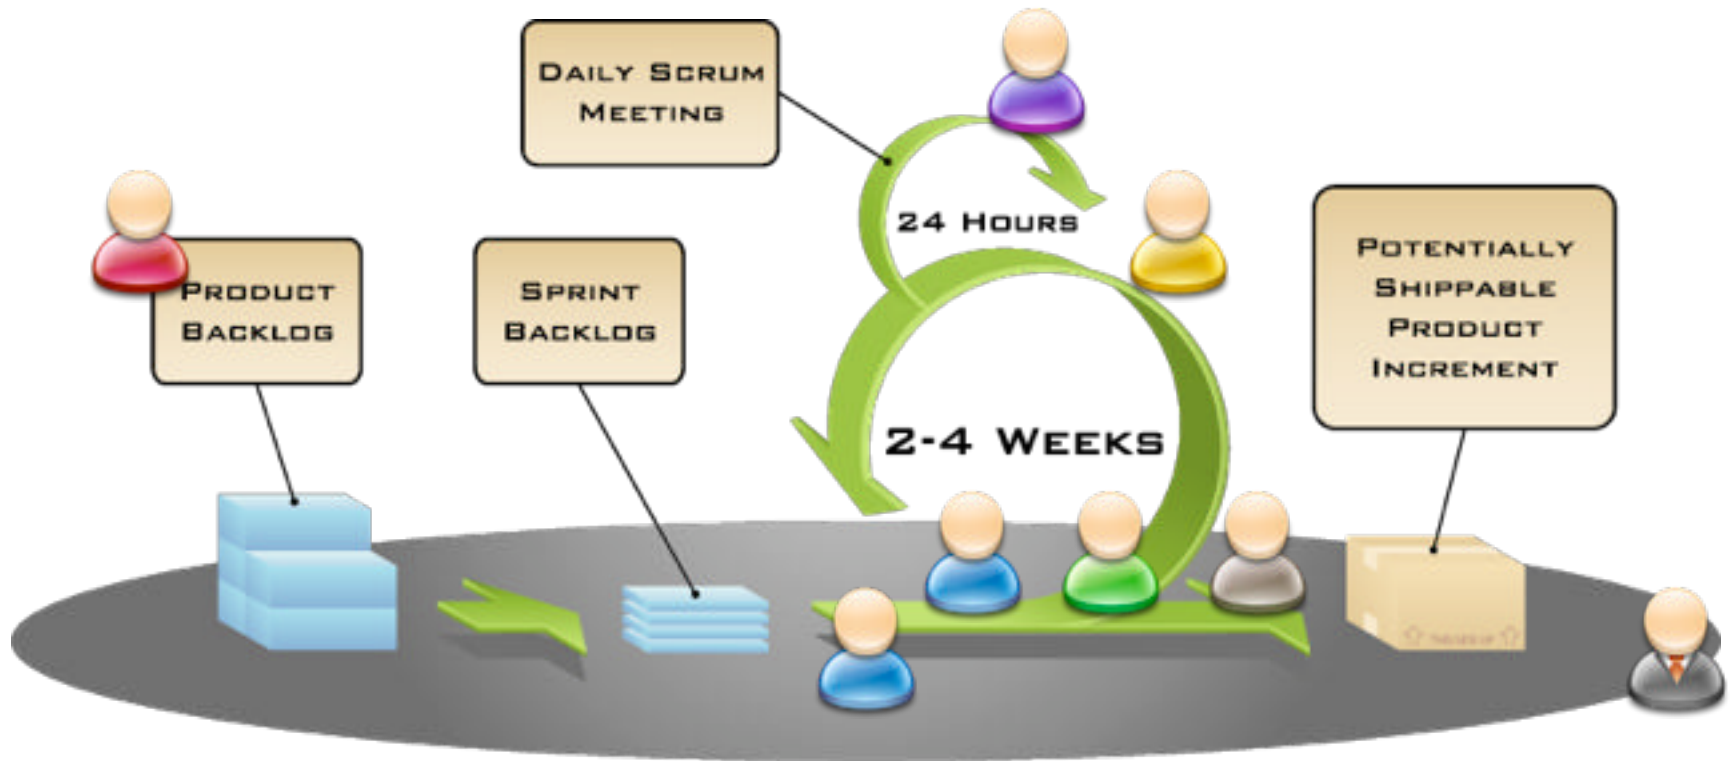 DAILY SCRUM
MEETING
24 HOURS
PRODUCT
BACKLOG
SPRINT
BACKLOG
POTENTIALLY
SHIPPABLE
PRODUCT
INCREMENT
2-4 WEEKS